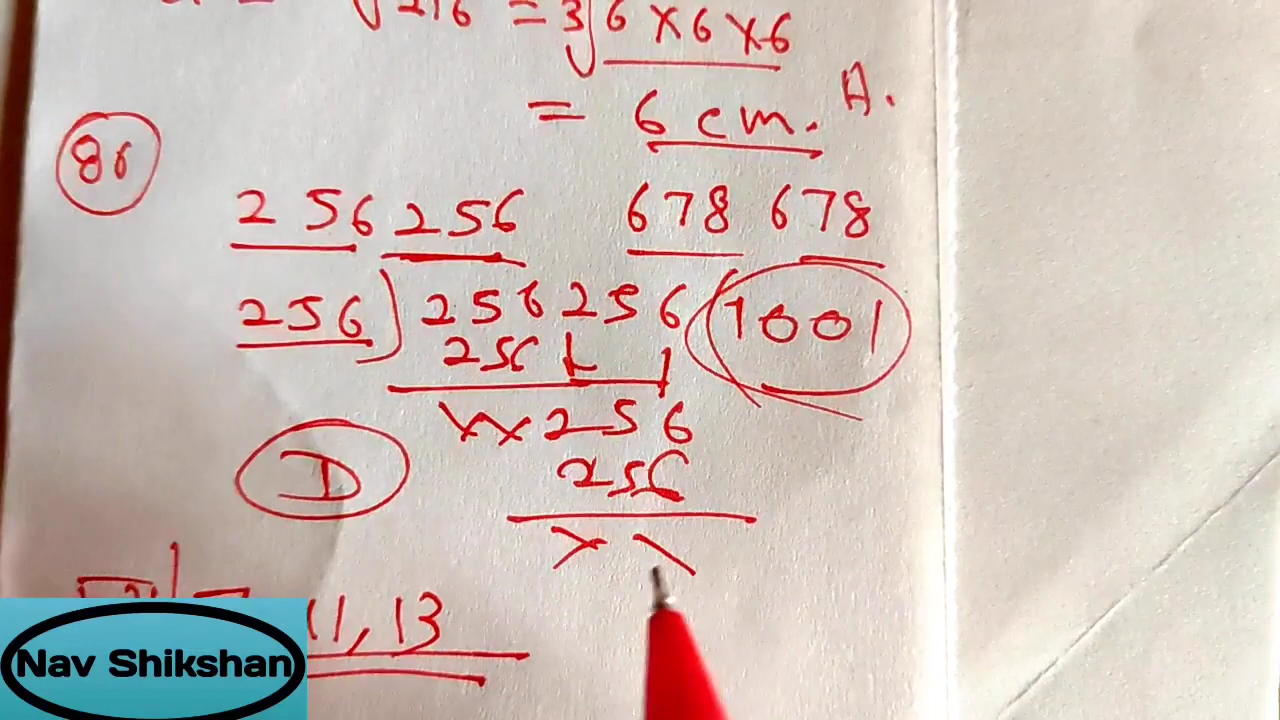 ∛216 = 3√6×6×6
= 6 cm. A.
86
256256 678678
256) 256256 (1001
256
××256
256
D
××
11, 13
Nav Shikshan